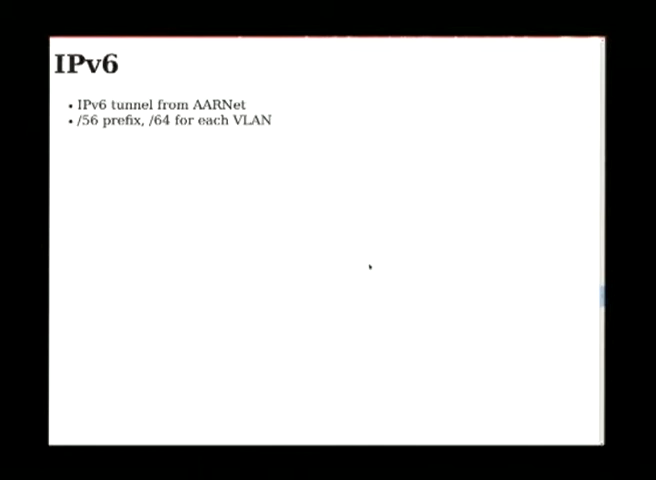 IPv6
• IPv6 tunnel from AARNet
• /56 prefix, /64 for each VLAN